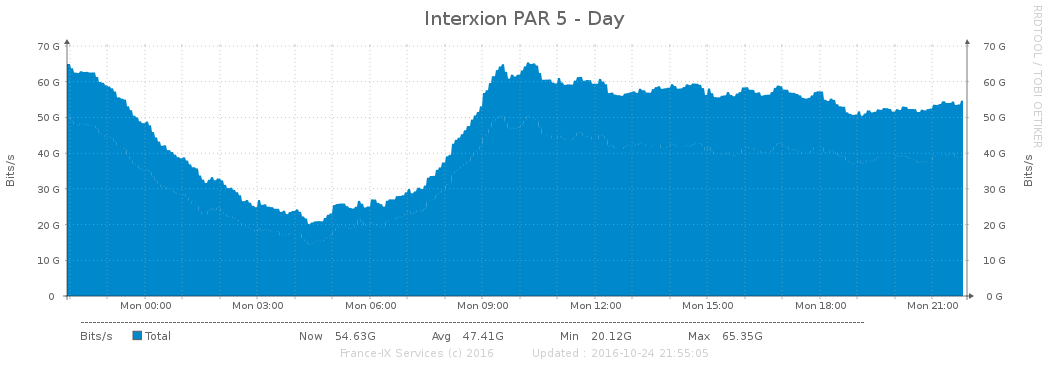 Interxion PAR 5 - Day
RRDTOOL / TOBI OETIKER
70 G 70 G
60 G 60 G
50 G 50 G
40 G 40 G
30 G 30 G
20 G 20 G
10 G 10 G
0 0 G
Bits/s
Bits/s
Mon 00:00 Mon 03:00 Mon 06:00 Mon 09:00 Mon 12:00 Mon 15:00 Mon 18:00 Mon 21:00
Bits/s Total Now 54.63G Avg 47.41G Min 20.12G Max 65.35G
France-IX Services (c) 2016 Updated : 2016-10-24 21:55:05